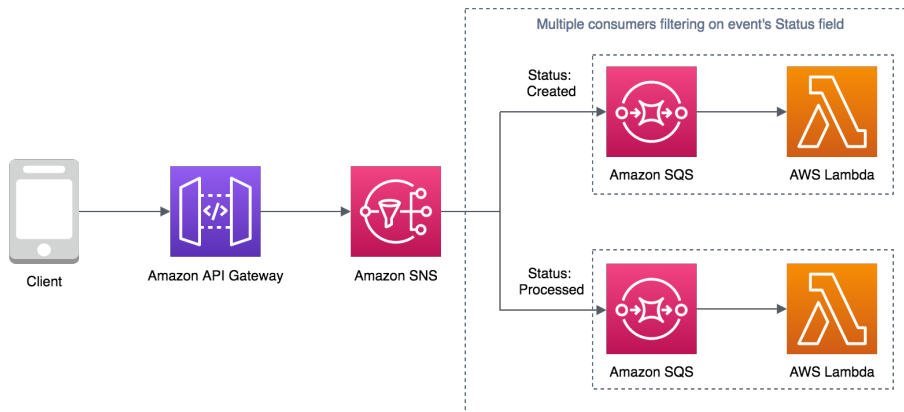 Multiple consumers filtering on event's Status field
Status:
Created
Amazon SQS
AWS Lambda
Client
Amazon API Gateway
Amazon SNS
Status:
Processed
Amazon SQS
AWS Lambda